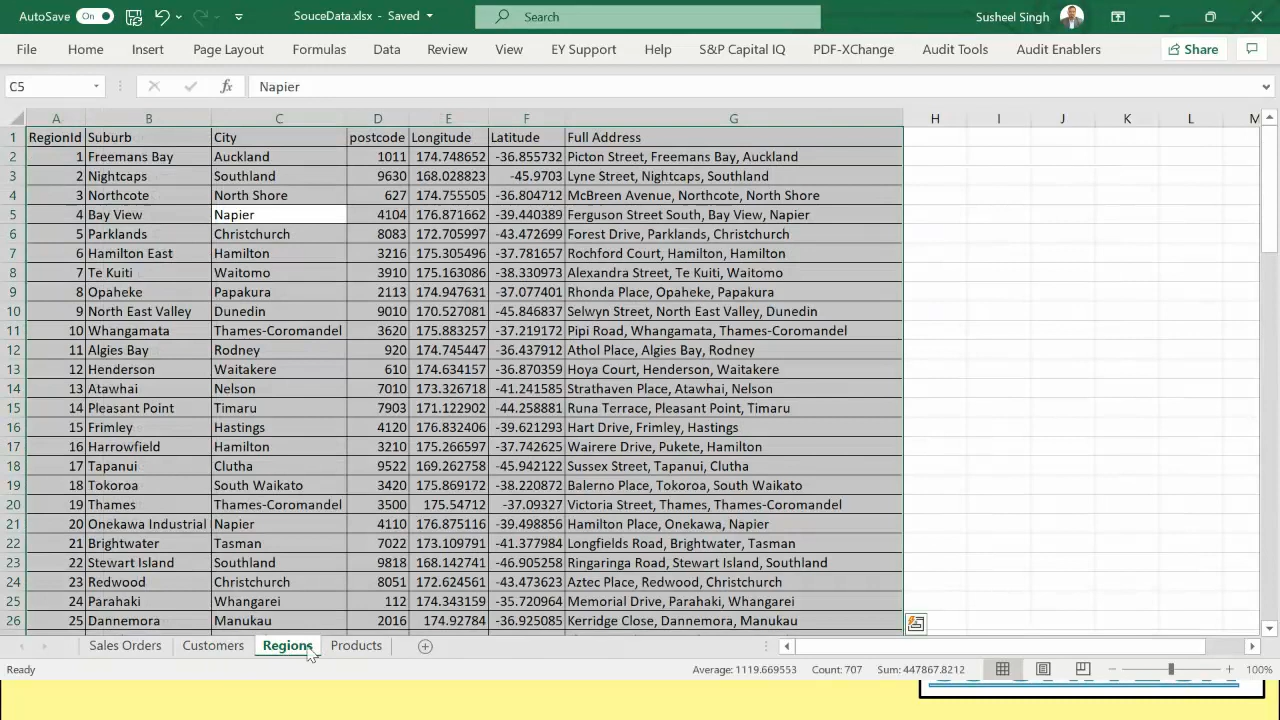 AutoSave On SouceData.xlsx - Saved Search Susheel Singh
File Home Insert Page Layout Formulas Data Review View EY Support Help S&P Capital IQ PDF-XChange Audit Tools Audit Enablers Share
C5 fx Napier
A B C D E F G H I J K L M
1 RegionId Suburb City postcode Longitude Latitude Full Address
2 1 Freemans Bay Auckland 1011 174.748652 -36.855732 Picton Street, Freemans Bay, Auckland
3 2 Nightcaps Southland 9630 168.028823 -45.9703 Lyne Street, Nightcaps, Southland
4 3 Northcote North Shore 627 174.755505 -36.804712 McBreen Avenue, Northcote, North Shore
5 4 Bay View Napier 4104 176.871662 -39.440389 Ferguson Street South, Bay View, Napier
6 5 Parklands Christchurch 8083 172.705997 -43.472699 Forest Drive, Parklands, Christchurch
7 6 Hamilton East Hamilton 3216 175.305496 -37.781657 Rochford Court, Hamilton, Hamilton
8 7 Te Kuiti Waitomo 3910 175.163086 -38.330973 Alexandra Street, Te Kuiti, Waitomo
9 8 Opaheke Papakura 2113 174.947631 -37.077401 Rhonda Place, Opaheke, Papakura
10 9 North East Valley Dunedin 9010 170.527081 -45.846837 Selwyn Street, North East Valley, Dunedin
11 10 Whangamata Thames-Coromandel 3620 175.883257 -37.219172 Pipi Road, Whangamata, Thames-Coromandel
12 11 Algies Bay Rodney 920 174.745447 -36.437912 Athol Place, Algies Bay, Rodney
13 12 Henderson Waitakere 610 174.634157 -36.870359 Hoya Court, Henderson, Waitakere
14 13 Atawhai Nelson 7010 173.326718 -41.241585 Strathaven Place, Atawhai, Nelson
15 14 Pleasant Point Timaru 7903 171.122902 -44.258881 Runa Terrace, Pleasant Point, Timaru
16 15 Frimley Hastings 4120 176.832406 -39.621293 Hart Drive, Frimley, Hastings
17 16 Harrowfield Hamilton 3210 175.266597 -37.742625 Wairere Drive, Pukete, Hamilton
18 17 Tapanui Clutha 9522 169.262758 -45.942122 Sussex Street, Tapanui, Clutha
19 18 Tokoroa South Waikato 3420 175.869172 -38.220872 Balerno Place, Tokoroa, South Waikato
20 19 Thames Thames-Coromandel 3500 175.54712 -37.09327 Victoria Street, Thames, Thames-Coromandel
21 20 Onekawa Industrial Napier 4110 176.875116 -39.498856 Hamilton Place, Onekawa, Napier
22 21 Brightwater Tasman 7022 173.109791 -41.377984 Longfields Road, Brightwater, Tasman
23 22 Stewart Island Southland 9818 168.142741 -46.905258 Ringaringa Road, Stewart Island, Southland
24 23 Redwood Christchurch 8051 172.624561 -43.473623 Aztec Place, Redwood, Christchurch
25 24 Parahaki Whangarei 112 174.343159 -35.720964 Memorial Drive, Parahaki, Whangarei
26 25 Dannemora Manukau 2016 174.92784 -36.925085 Kerridge Close, Dannemora, Manukau
Sales Orders Customers Regions Products
Ready Average: 1119.669553 Count: 707 Sum: 447867.8212 100%